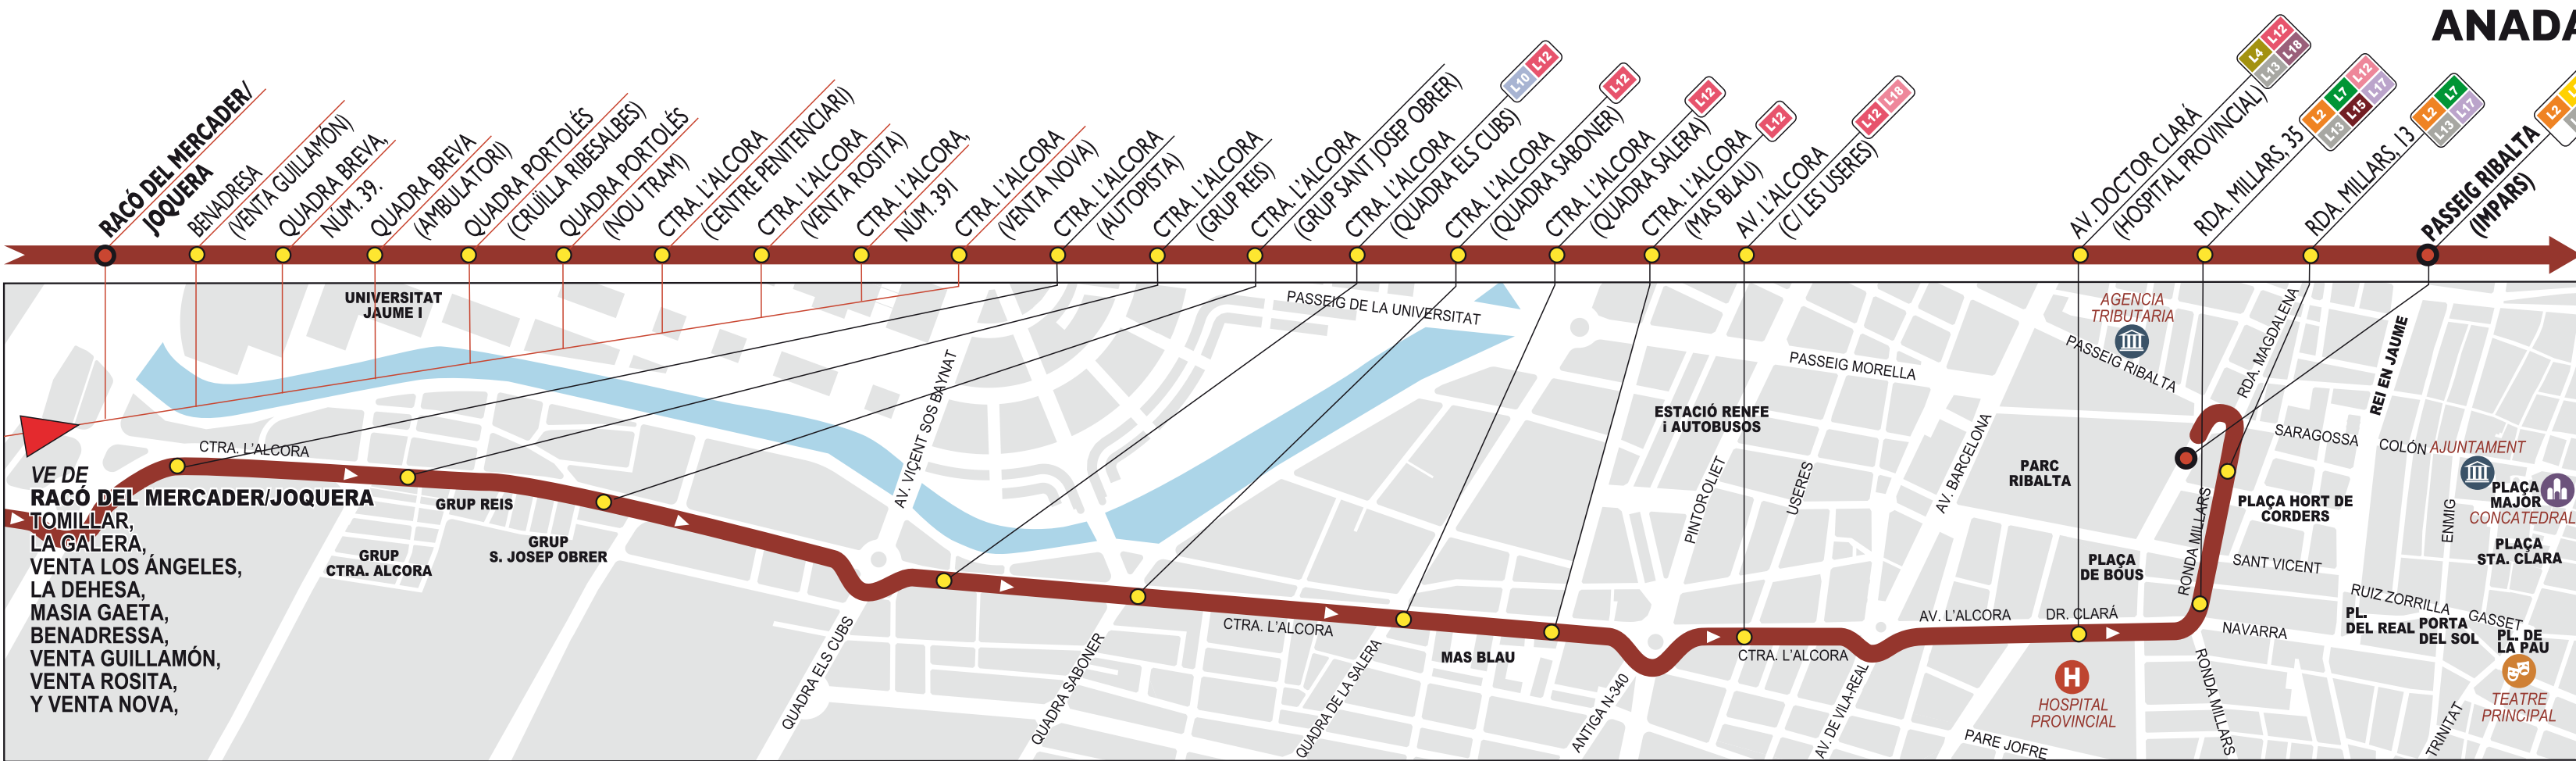 ANADA
RACÓ DEL MERCADER/
JOQUERA
BENADRESA
(VENTA GUILLAMÓN)
QUADRA BREVA,
NÚM. 39.
QUADRA BREVA
(AMBULATORI)
QUADRA PORTOLÉS
(CRUÏLLA RIBESALBES)
QUADRA PORTOLÉS
(NOU TRAM)
CTRA. L'ALCORA
(CENTRE PENITENCIARI)
CTRA. L'ALCORA
(VENTA ROSITA)
CTRA. L'ALCORA,
NÚM. 391
CTRA. L'ALCORA
(VENTA NOVA)
CTRA. L'ALCORA
(AUTOPISTA)
CTRA. L'ALCORA
(GRUP REIS)
CTRA. L'ALCORA
(GRUP SANT JOSEP OBRER)
CTRA. L'ALCORA
(QUADRA ELS CUBS)
L10 L12
CTRA. L'ALCORA
(QUADRA SABONER)
L12
CTRA. L'ALCORA
(QUADRA SALERA)
L12
CTRA. L'ALCORA
(MAS BLAU)
L12
AV. L'ALCORA
(C/ LES USERES)
L12 L18
AV. DOCTOR CLARÁ
(HOSPITAL PROVINCIAL)
L4 L12
L13 L18
RDA. MILLARS, 35
L2 L7 L12
L13 L15 L17
RDA. MILLARS, 13
L2 L7
L13 L17
PASSEIG RIBALTA
(IMPARS)
L2
UNIVERSITAT
JAUME I
PASSEIG DE LA UNIVERSITAT
AGENCIA
TRIBUTARIA
PASSEIG RIBALTA
RDA. MAGDALENA
REI EN JAUME
PASSEIG MORELLA
AV. VIÇENT SOS BAYNAT
ESTACIÓ RENFE
i AUTOBUSOS
PINTOR OLIET
USERES
AV. BARCELONA
PARC
RIBALTA
SARAGOSSA
COLÓN
AJUNTAMENT
PLAÇA
MAJOR
CONCATEDRAL
ENMIG
PLAÇA
STA. CLARA
PLAÇA HORT DE
CORDERS
RONDA MILLARS
PLAÇA
DE BOUS
SANT VICENT
RUIZ ZORRILLA
GASSET
PL.
DEL REAL
PORTA
DEL SOL
PL. DE
LA PAU
NAVARRA
TEATRE
PRINCIPAL
TRINITAT
RONDA MILLARS
CTRA. L'ALCORA
VE DE
RACÓ DEL MERCADER/JOQUERA
TOMILLAR,
LA GALERA,
VENTA LOS ÁNGELES,
LA DEHESA,
MASIA GAETA,
BENADRESSA,
VENTA GUILLAMÓN,
VENTA ROSITA,
Y VENTA NOVA,
GRUP REIS
GRUP
CTRA. ALCORA
GRUP
S. JOSEP OBRER
QUADRA ELS CUBS
QUADRA SABONER
CTRA. L'ALCORA
QUADRA DE LA SALERA
MAS BLAU
ANTIGA N-340
CTRA. L'ALCORA
AV. DE VILA-REAL
AV. L'ALCORA
DR. CLARÁ
H
HOSPITAL
PROVINCIAL
PARE JOFRE